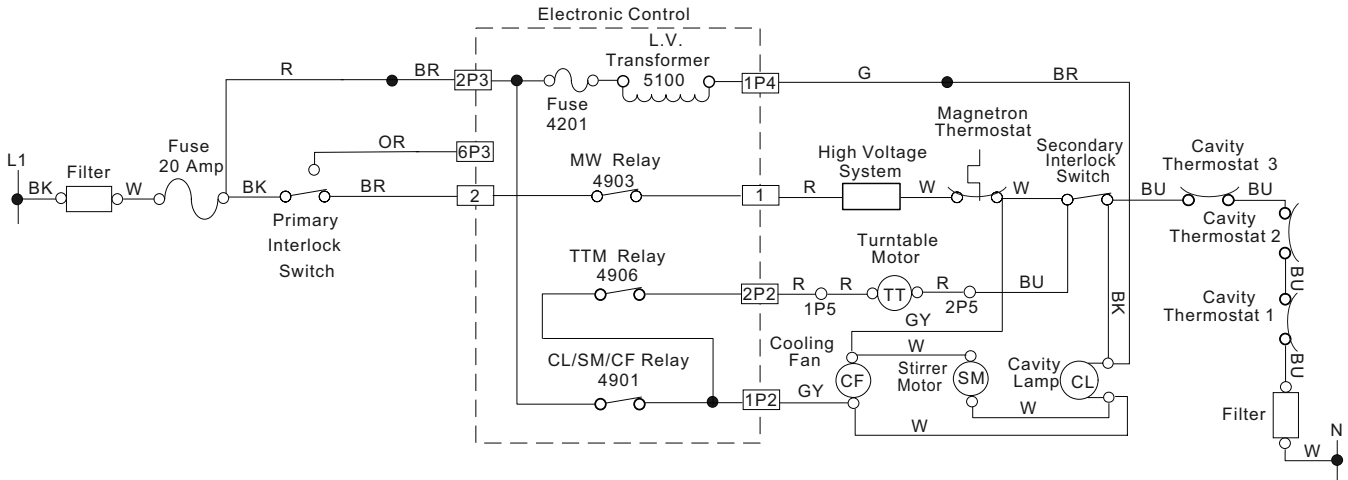 Electronic Control
L.V.
Transformer
5100
R
BR
2P3
1P4
G
BR
Fuse
4201
Magnetron
Thermostat
L1
Filter
Fuse
20 Amp
OR
6P3
MW Relay
4903
High Voltage
System
Secondary
Interlock
Switch
Cavity
Thermostat 3
BK
W
BK
BR
2
1
R
W
W
BU
BU
Primary
Interlock
Switch
Cavity
Thermostat 2
TTM Relay
4906
Turntable
Motor
2P2
R
R
TT
R
BU
1P5
2P5
BK
BU
Cavity
Thermostat 1
GY
Cooling
Fan
W
CL/SM/CF Relay
4901
Stirrer
Motor
Cavity
Lamp
CF
SM
CL
BU
1P2
GY
W
W
Filter
W
N